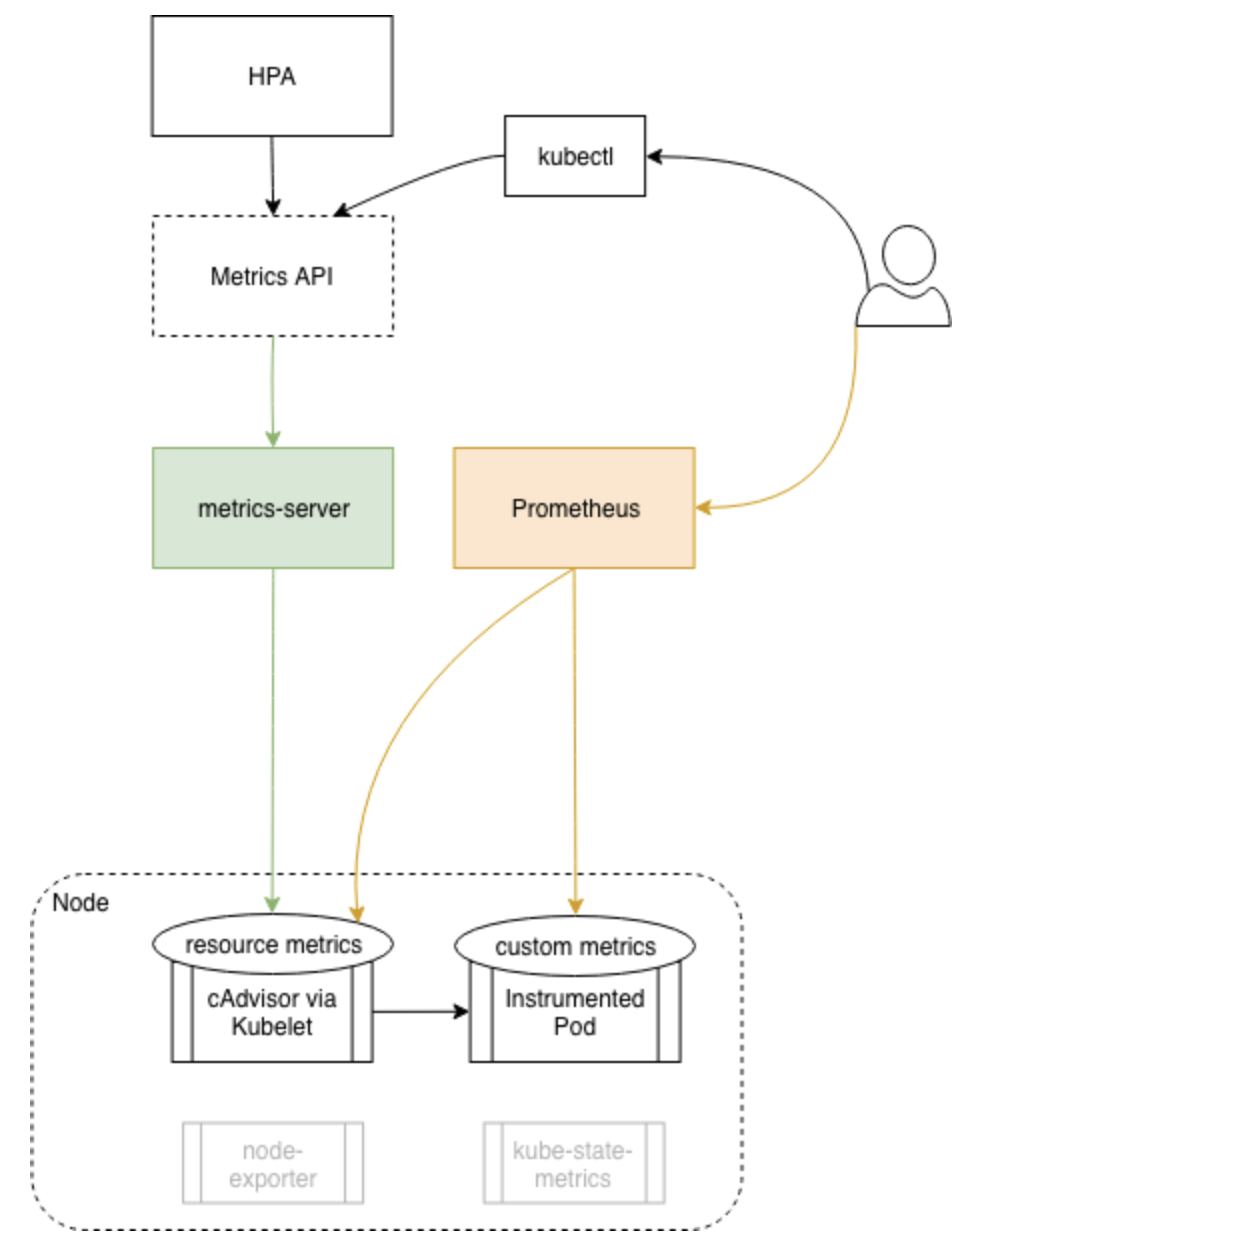 HPA
kubectl
Metrics API
metrics-server
Prometheus
Node
resource metrics
custom metrics
cAdvisor via
Kubelet
Instrumented
Pod
node-
exporter
kube-state-
metrics